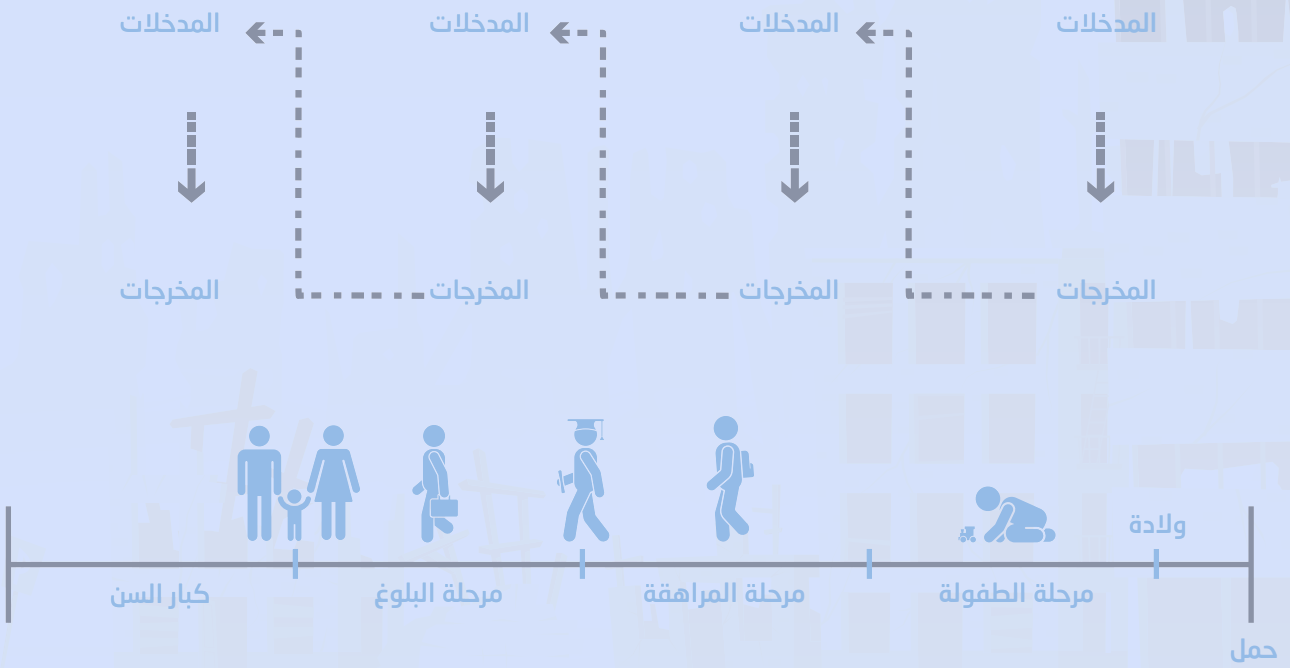 المدخلات
المدخلات
المدخلات
المدخلات
المخرجات
المخرجات
المخرجات
المخرجات
ولادة
مرحلة الطفولة
مرحلة المراهقة
مرحلة البلوغ
كبار السن
حمل